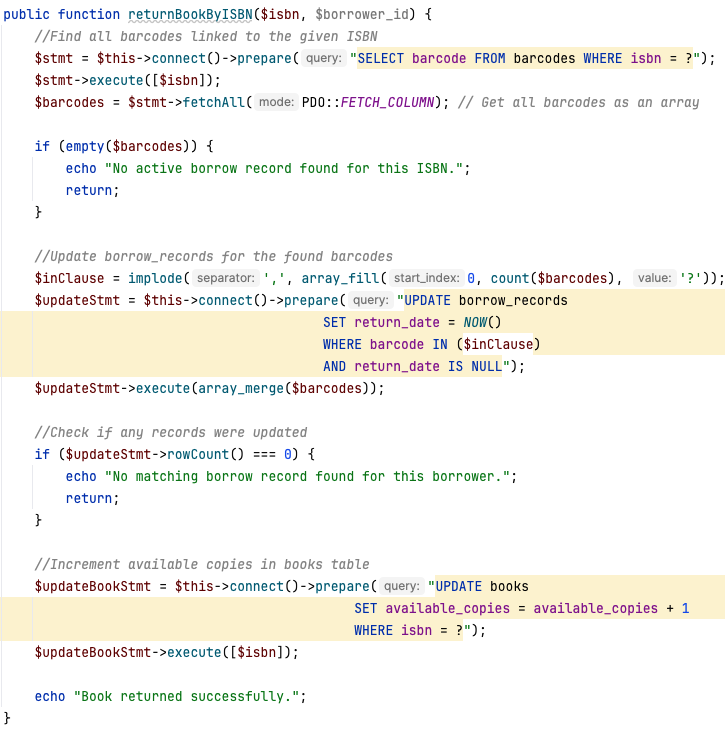 public function returnBookByISBN($isbn, $borrower_id) {
    //Find all barcodes linked to the given ISBN
    $stmt = $this->connect()->prepare( query: "SELECT barcode FROM barcodes WHERE isbn = ?");
    $stmt->execute([$isbn]);
    $barcodes = $stmt->fetchAll( mode: PDO::FETCH_COLUMN); // Get all barcodes as an array

    if (empty($barcodes)) {
        echo "No active borrow record found for this ISBN.";
        return;
    }

    //Update borrow_records for the found barcodes
    $inClause = implode( separator: ',', array_fill( start_index: 0, count($barcodes), value: '?'));
    $updateStmt = $this->connect()->prepare( query: "UPDATE borrow_records
                                         SET return_date = NOW()
                                         WHERE barcode IN ($inClause)
                                         AND return_date IS NULL");
    $updateStmt->execute(array_merge($barcodes));

    //Check if any records were updated
    if ($updateStmt->rowCount() === 0) {
        echo "No matching borrow record found for this borrower.";
        return;
    }

    //Increment available copies in books table
    $updateBookStmt = $this->connect()->prepare( query: "UPDATE books
                                             SET available_copies = available_copies + 1
                                             WHERE isbn = ?");
    $updateBookStmt->execute([$isbn]);

    echo "Book returned successfully.";
}